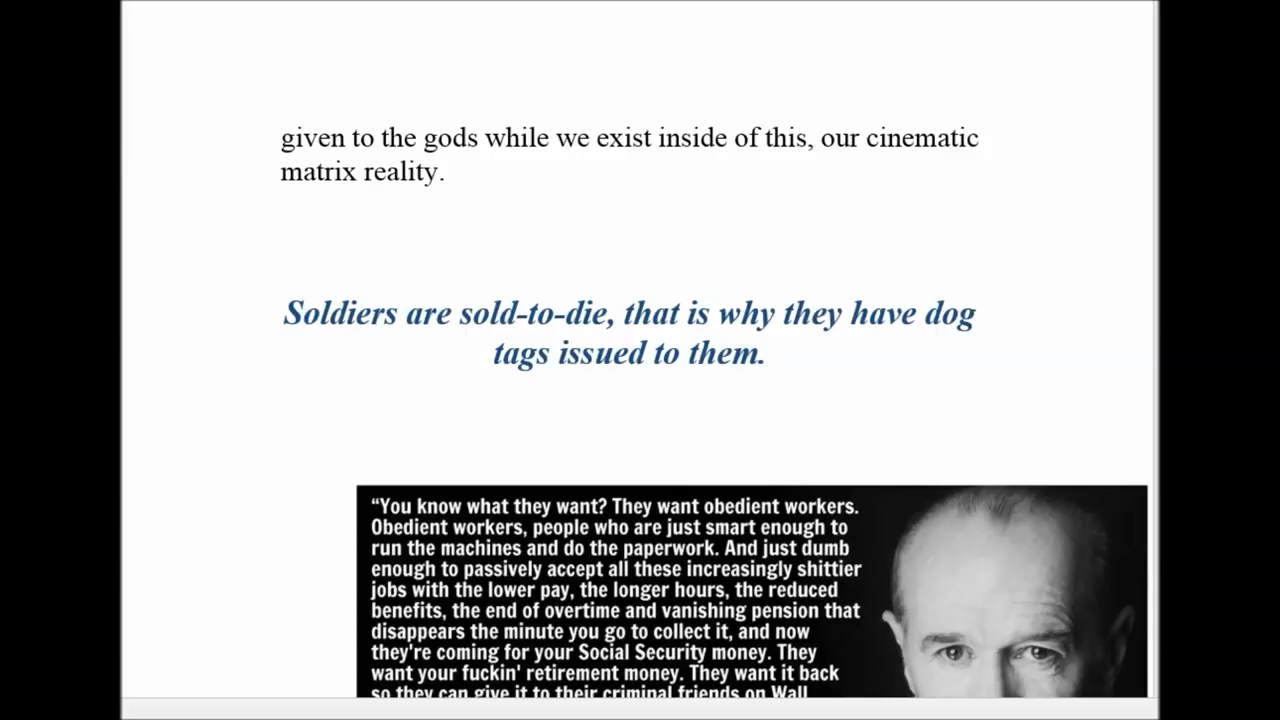 given to the gods while we exist inside of this, our cinematic
matrix reality.
Soldiers are sold-to-die, that is why they have dog
tags issued to them.
“You know what they want? They want obedient workers.
Obedient workers, people who are just smart enough to
run the machines and do the paperwork. And just dumb
enough to passively accept all these increasingly shittier
jobs with the lower pay, the longer hours, the reduced
benefits, the end of overtime and vanishing pension that
disappears the minute you go to collect it, and now
they're coming for your Social Security money. They
want your fuckin' retirement money. They want it back
so they can give it to their criminal friends on Wall